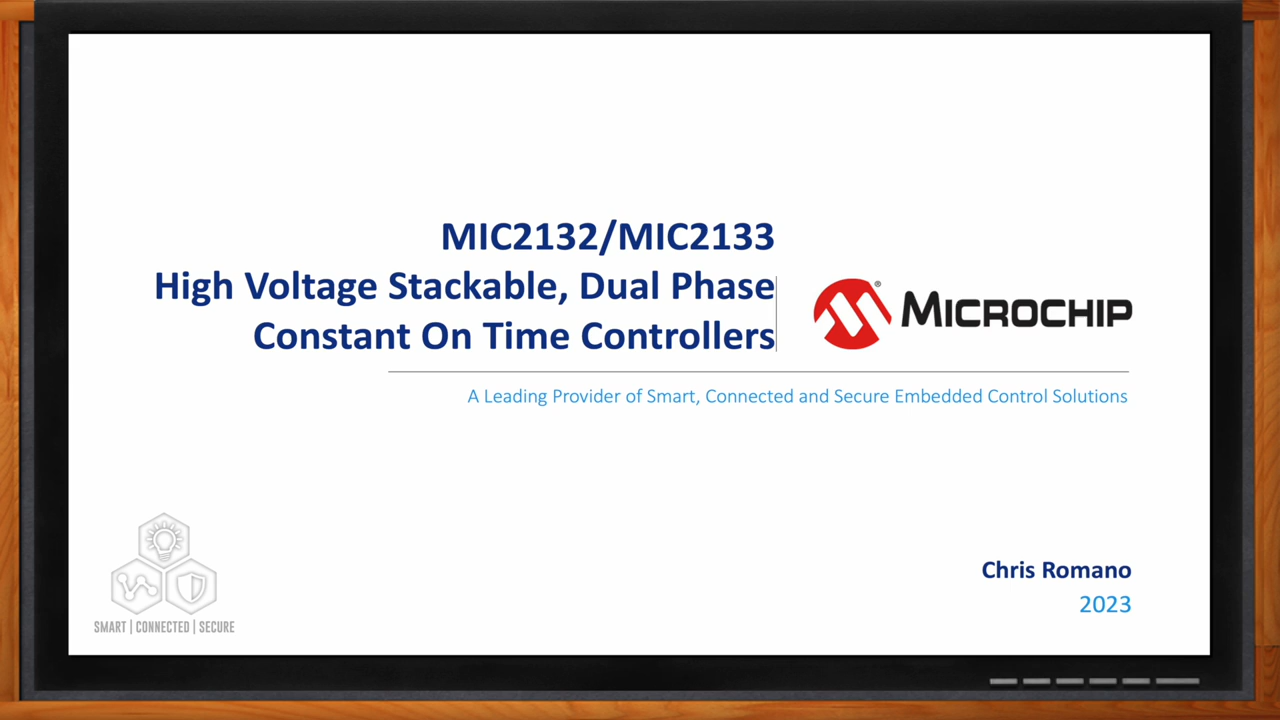 MIC2132/MIC2133
High Voltage Stackable, Dual Phase
Constant On Time Controllers
MICROCHIP®
A Leading Provider of Smart, Connected and Secure Embedded Control Solutions
SMART | CONNECTED | SECURE
Chris Romano
2023